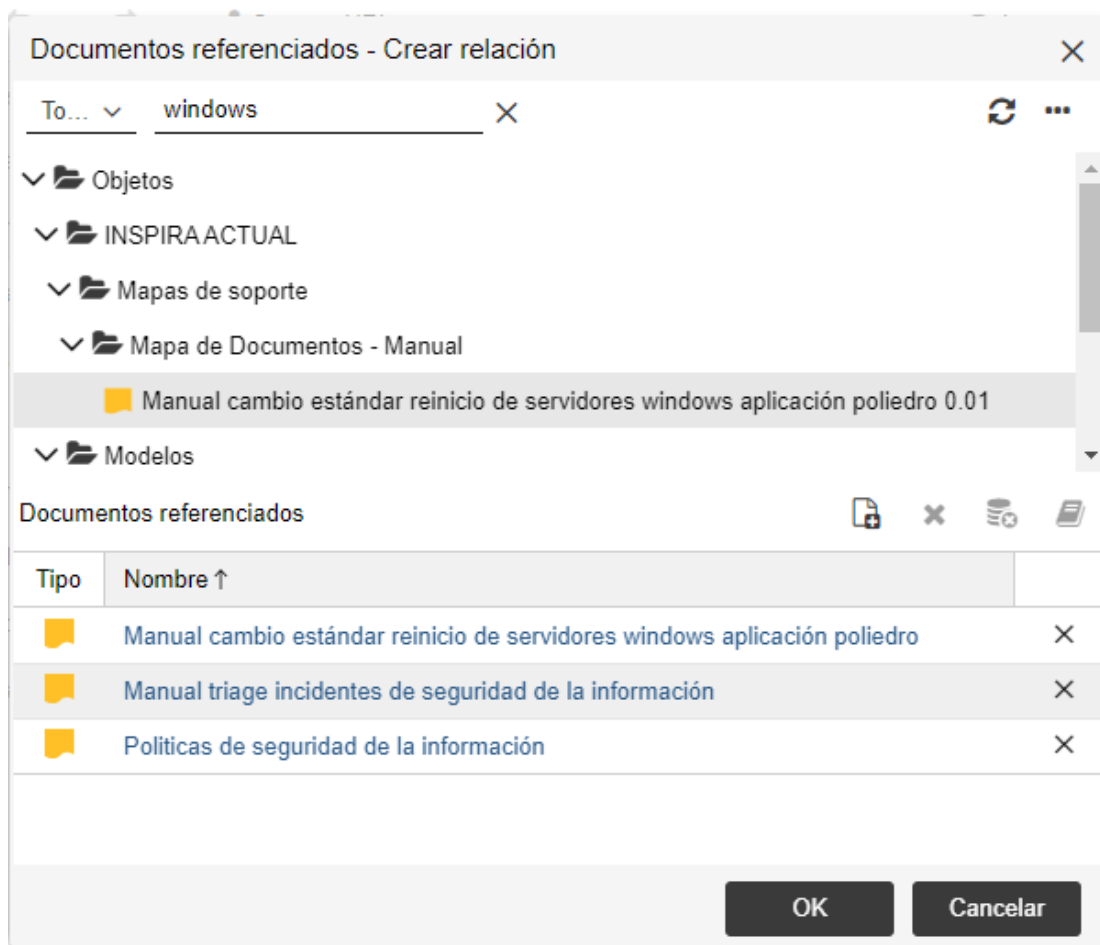 Documentos referenciados - Crear relación
To... windows
Objetos
INSPIRA ACTUAL
Mapas de soporte
Mapa de Documentos - Manual
Manual cambio estándar reinicio de servidores windows aplicación poliedro 0.01
Modelos
Documentos referenciados
Tipo Nombre ↑
Manual cambio estándar reinicio de servidores windows aplicación poliedro
Manual triage incidentes de seguridad de la información
Politicas de seguridad de la información
OK Cancelar